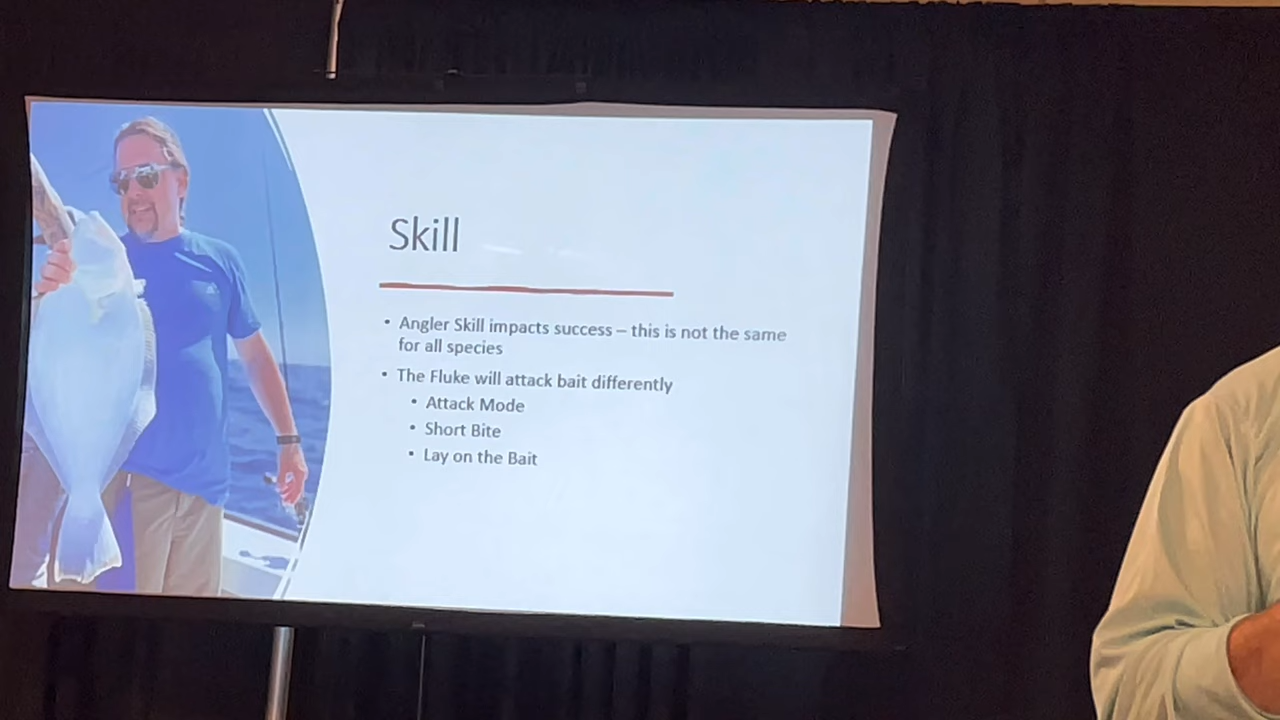 Skill
• Angler Skill impacts success – this is not the same
for all species
• The Fluke will attack bait differently
• Attack Mode
• Short Bite
• Lay on the Bait